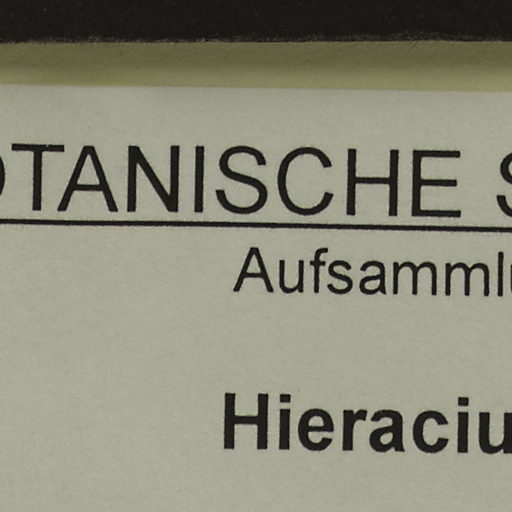 OTANISCHE S
Aufsammlu
Hieraciu